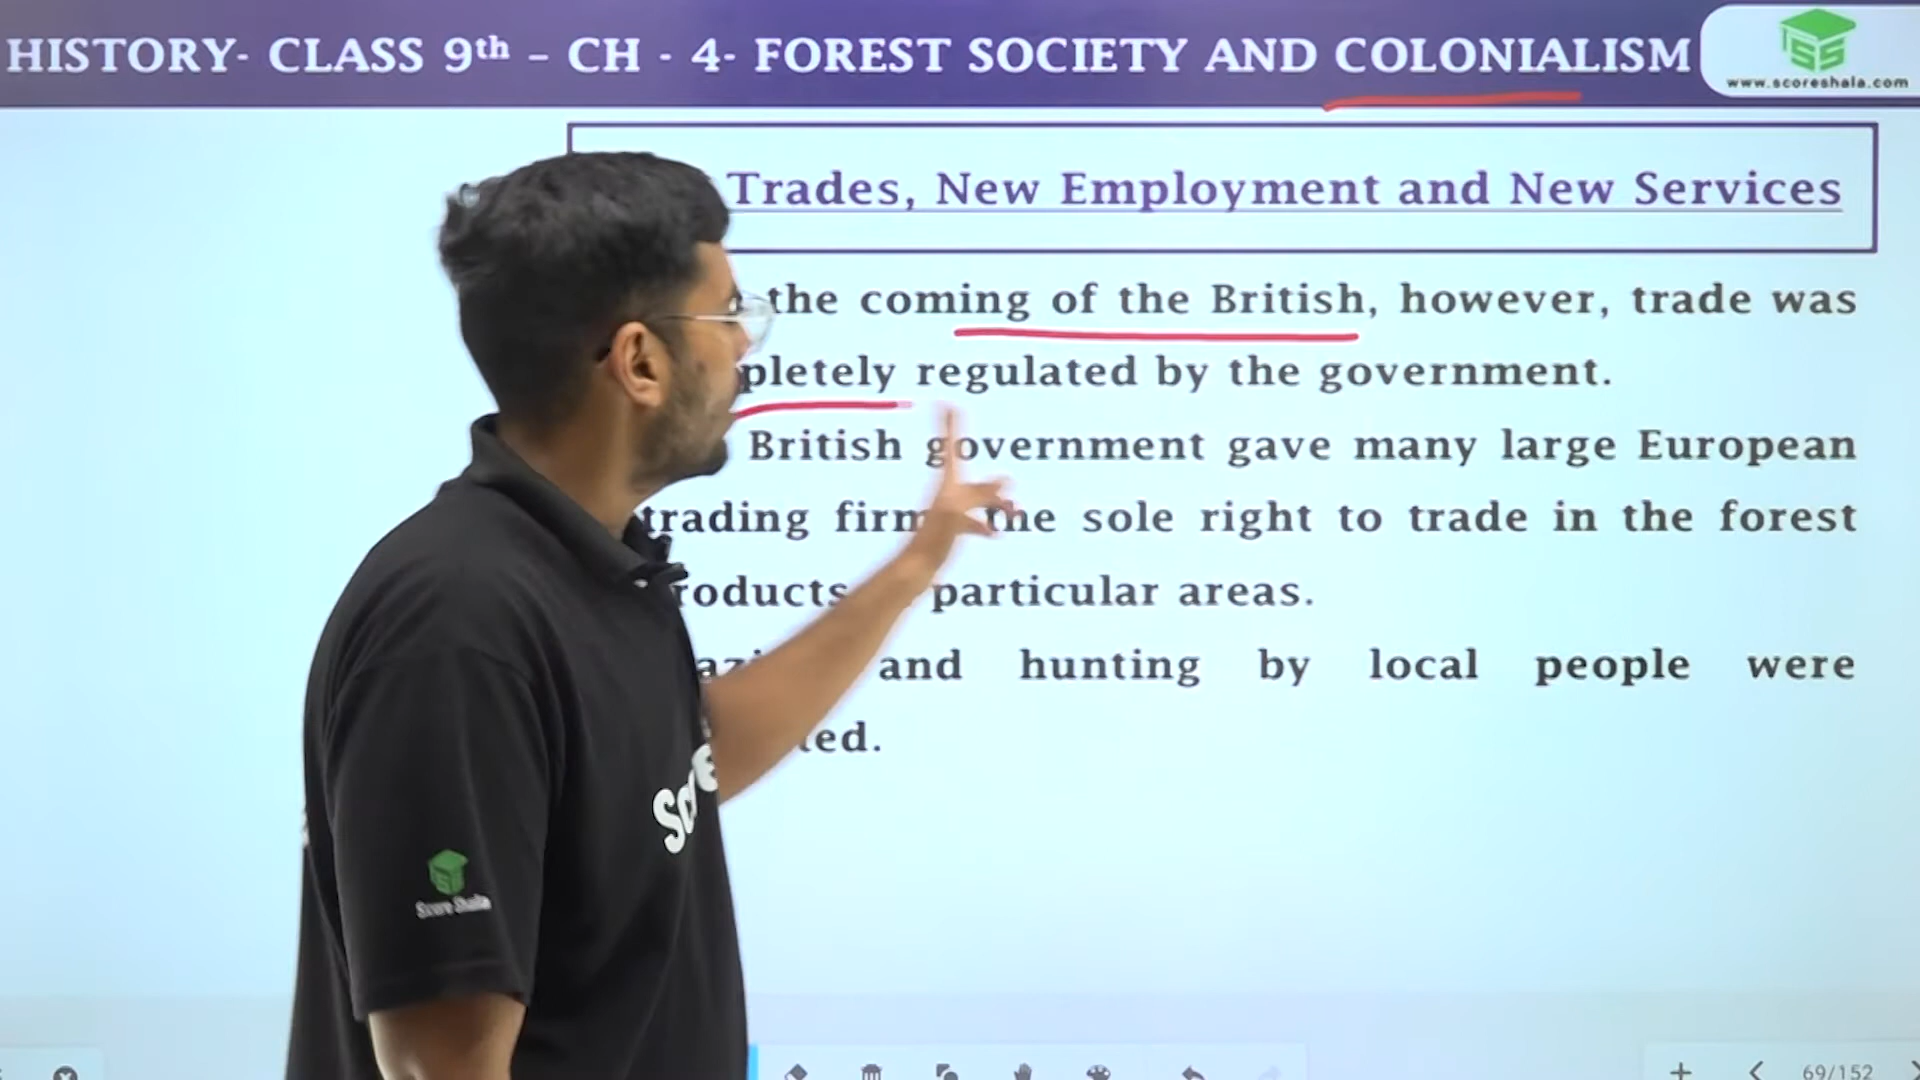 HISTORY- CLASS 9th – CH - 4- FOREST SOCIETY AND COLONIALISM
www.scoreshala.com
Trades, New Employment and New Services
the coming of the British, however, trade was
pletely regulated by the government.
British government gave many large European
trading firm the sole right to trade in the forest
roducts particular areas.
and hunting by local people were
ted.
Score Shala
69/152